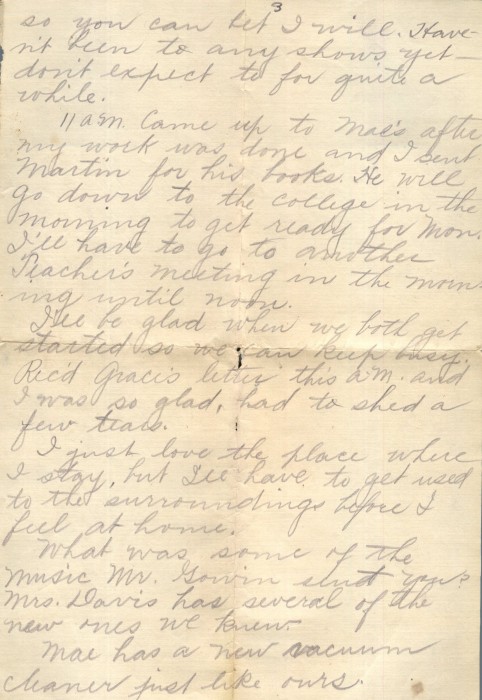 3
so you can bet I will. Have-
n't been to any shows yet—
don't expect to for quite a
while.
11 a.m. Came up to Mae's after
my work was done and I sent
Martin for his books. He will
go down to the college in the
morning to get ready for Mon.
I'll have to go to another
Teacher's meeting in the morn-
ing until noon.
I'll be glad when we both get
started so we can keep busy.
Rec'd Grace's letter this a.m. and
I was so glad, had to shed a
few tears.
I just love the place where
I stay, but I'll have to get used
to the surroundings before I
feel at home.
What was some of the
music Mr. sent you?
Mrs. Davis has several of the
new ones we knew.
Mae has a new vacuum
cleaner just like ours.